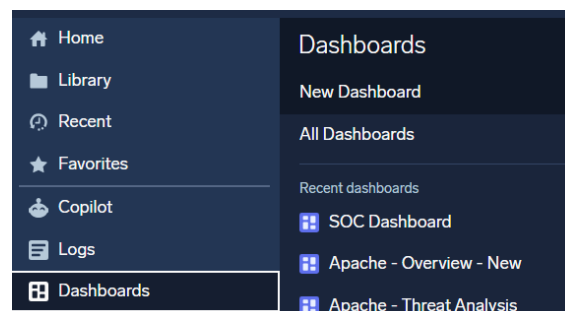 Home
Library
Recent
Favorites
Copilot
Logs
Dashboards
Dashboards
New Dashboard
All Dashboards
Recent dashboards
SOC Dashboard
Apache - Overview - New
Apache - Threat Analysis